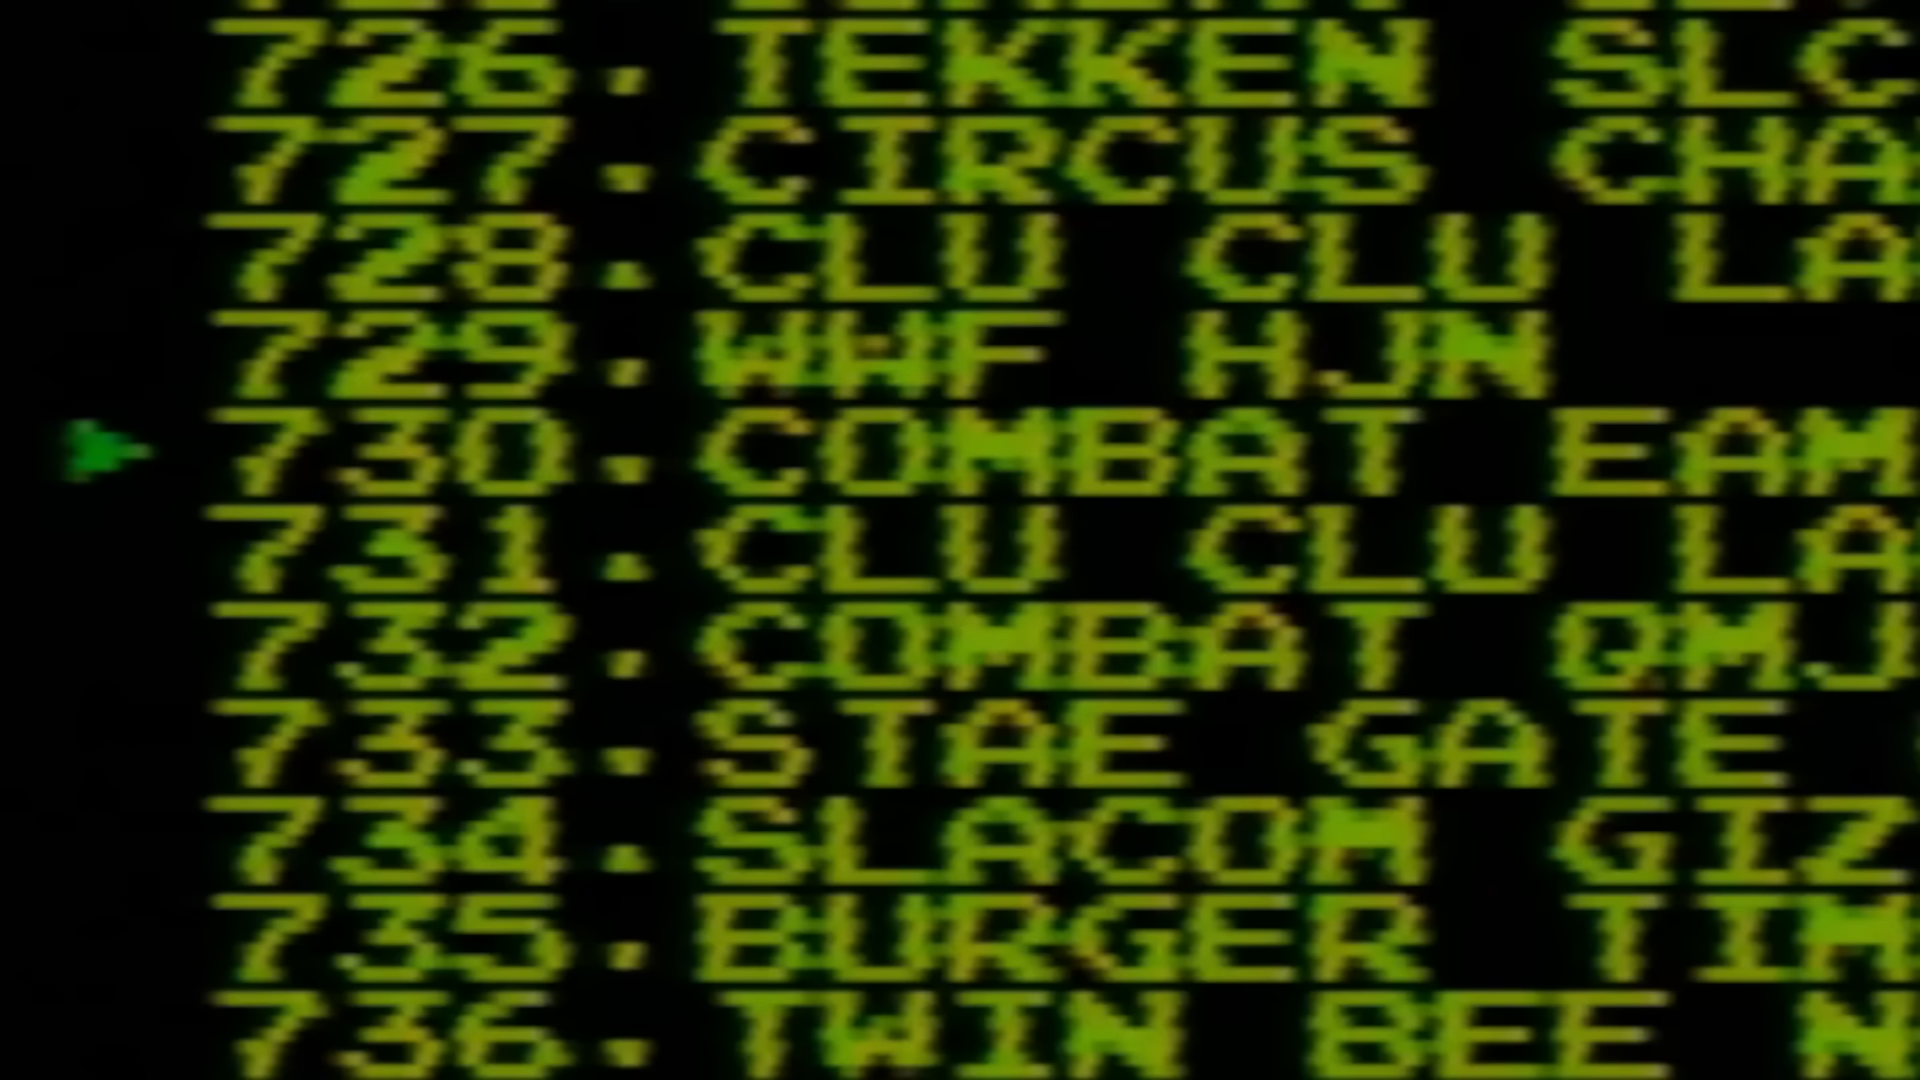 726. TEKKEN SLC
727. CIRCUS CHA
728. CLU CLU LA
729. WWF HJN
730. COMBAT EAM
731. CLU CLU LA
732. COMBAT QMJ
733. STAE GATE
734. SLACOM GIZ
735. BURGER TIM
736. TWIN BEE N